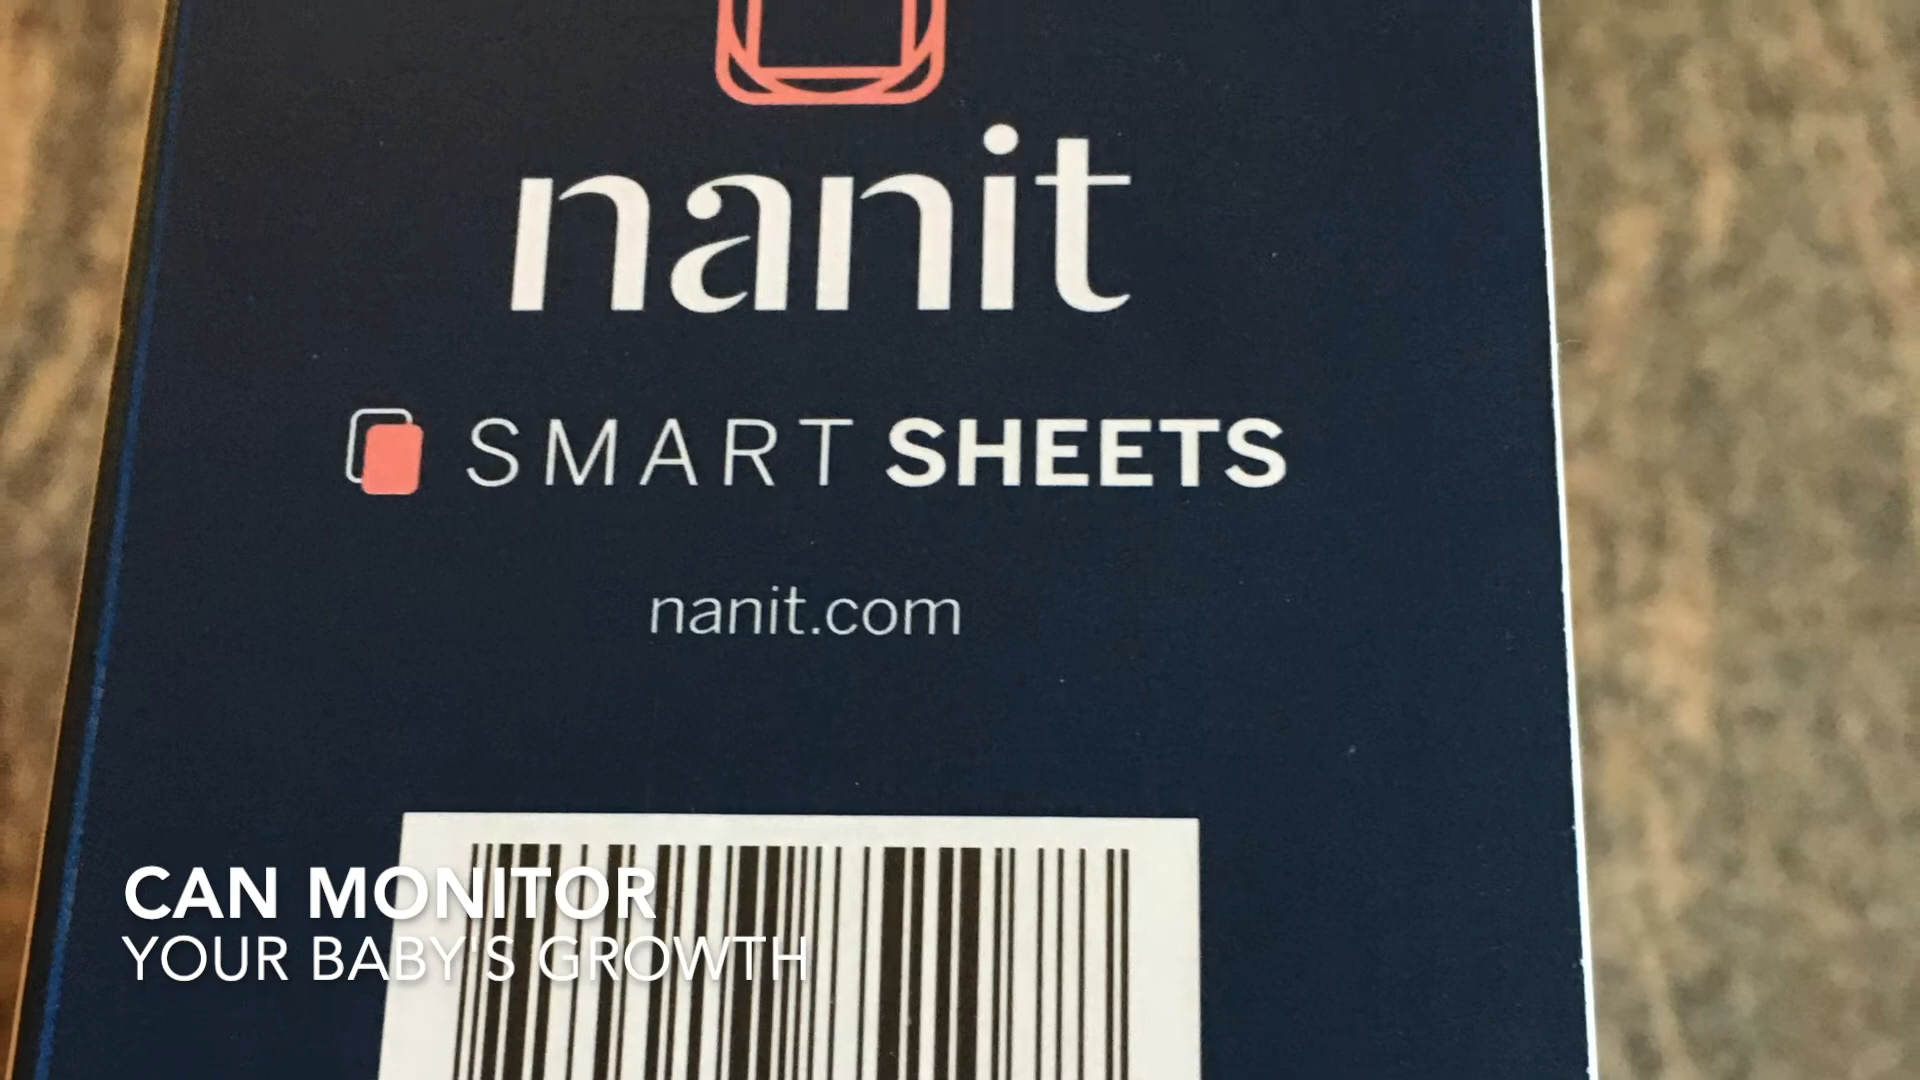 nanit
SMART SHEETS
nanit.com
CAN MONITOR
YOUR BABY'S GROWTH